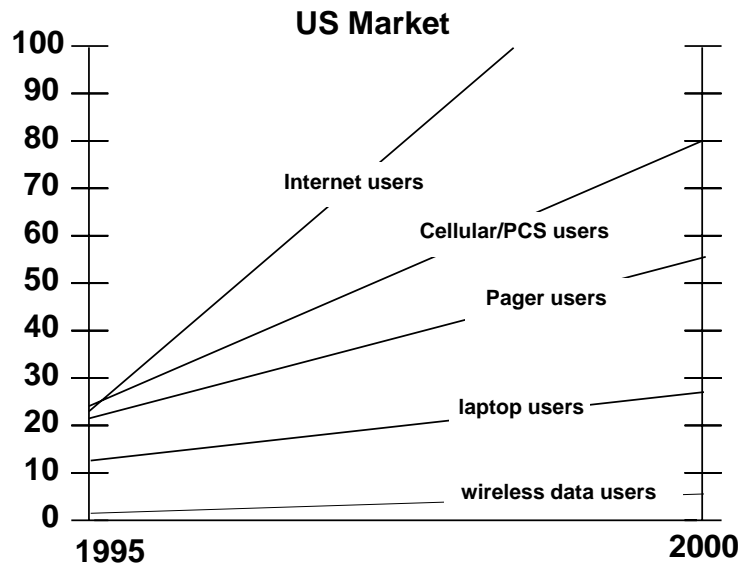 US Market
100
90
80
70
60
50
40
30
20
10
0
Internet users
Cellular/PCS users
Pager users
laptop users
wireless data users
1995
2000